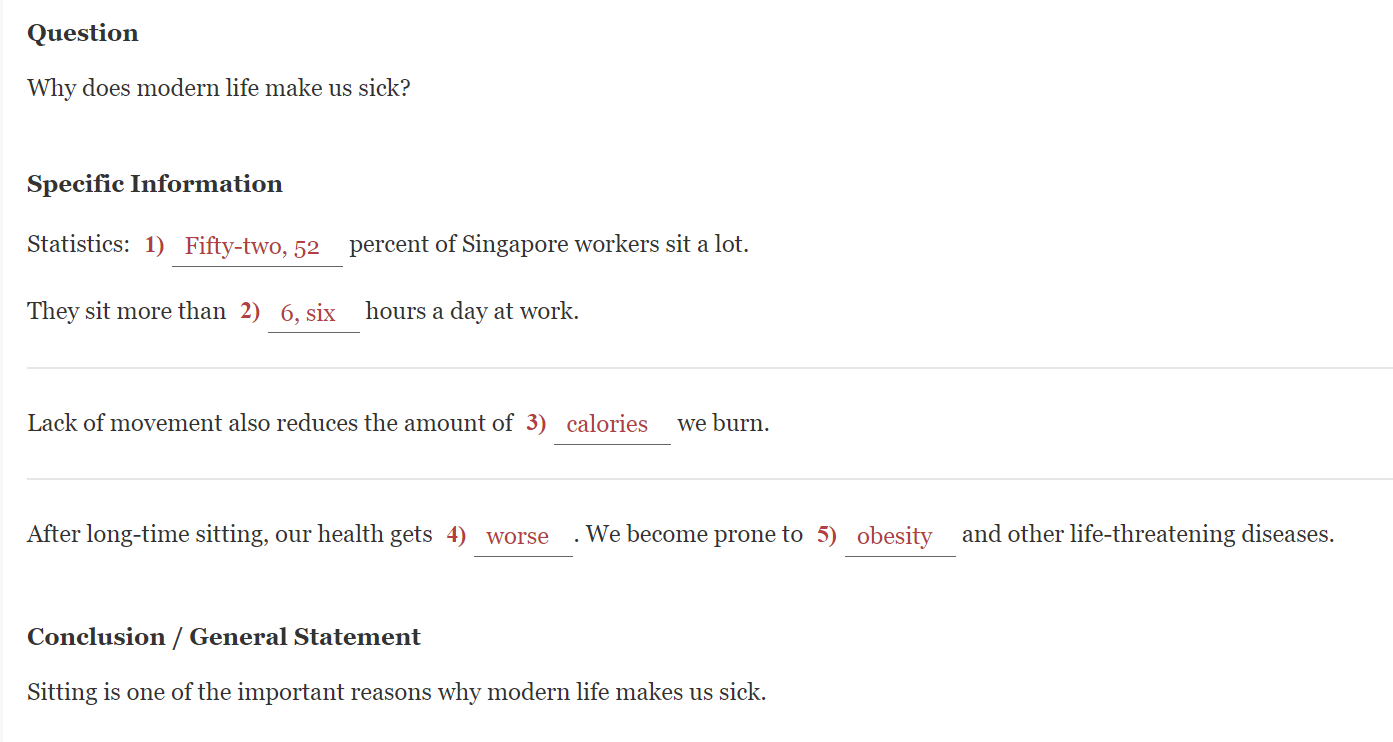 Question
Why does modern life make us sick?
Specific Information
Statistics: 1) Fifty-two, 52 percent of Singapore workers sit a lot.
They sit more than 2) 6, six hours a day at work.
Lack of movement also reduces the amount of 3) calories we burn.
After long-time sitting, our health gets 4) worse . We become prone to 5) obesity and other life-threatening diseases.
Conclusion / General Statement
Sitting is one of the important reasons why modern life makes us sick.